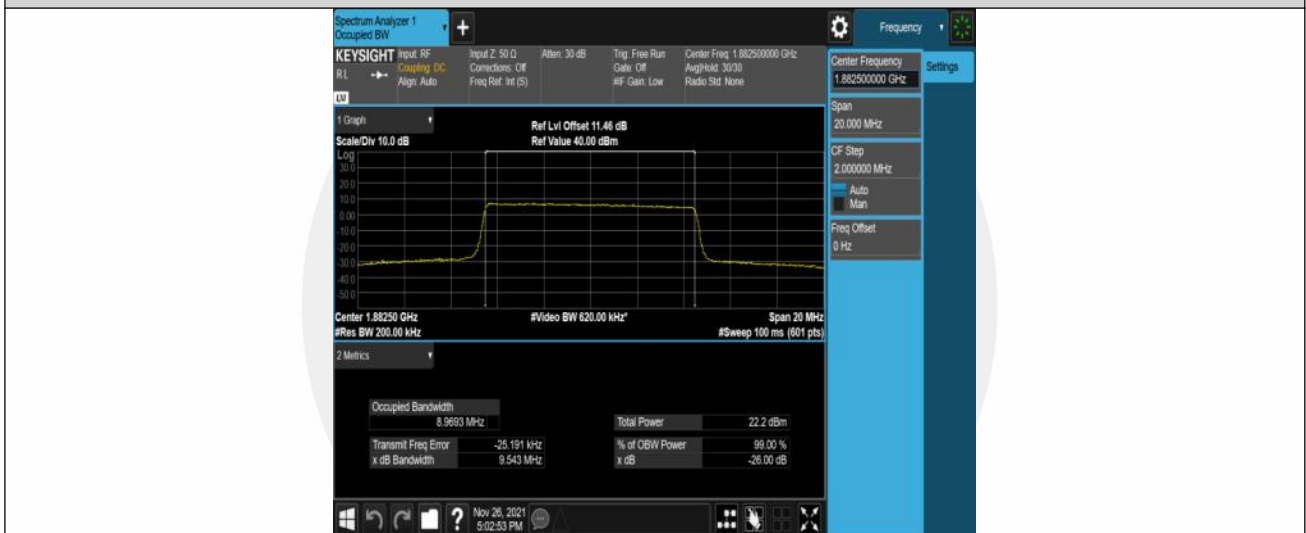 Spectrum Analyzer 1
Occupied BW
+
Frequency
KEYSIGHT
R L
Input: RF
Coupling: DC
Align: Auto
Input Z: 50 Ω
Corrections: Off
Freq Ref: Int (S)
Atten: 30 dB
Trig: Free Run
Gate: Off
#IF Gain: Low
Center Freq: 1.882500000 GHz
Avg|Hold: 30/30
Radio Std: None
LM
Center Frequency
1.882500000 GHz
Settings
Span
20.000 MHz
CF Step
2.000000 MHz
Auto
Man
Freq Offset
0 Hz
1 Graph
Scale/Div 10.0 dB
Ref Lvl Offset 11.46 dB
Ref Value 40.00 dBm
Log
30.0
20.0
10.0
0.00
-10.0
-20.0
-30.0
-40.0
-50.0
Center 1.88250 GHz
#Res BW 200.00 kHz
#Video BW 620.00 kHz*
Span 20 MHz
#Sweep 100 ms (601 pts)
2 Metrics
Occupied Bandwidth
8.9693 MHz
Total Power 22.2 dBm
Transmit Freq Error -25.191 kHz
% of OBW Power 99.00 %
x dB Bandwidth 9.543 MHz
x dB -26.00 dB
?
Nov 26, 2021
5:02:53 PM